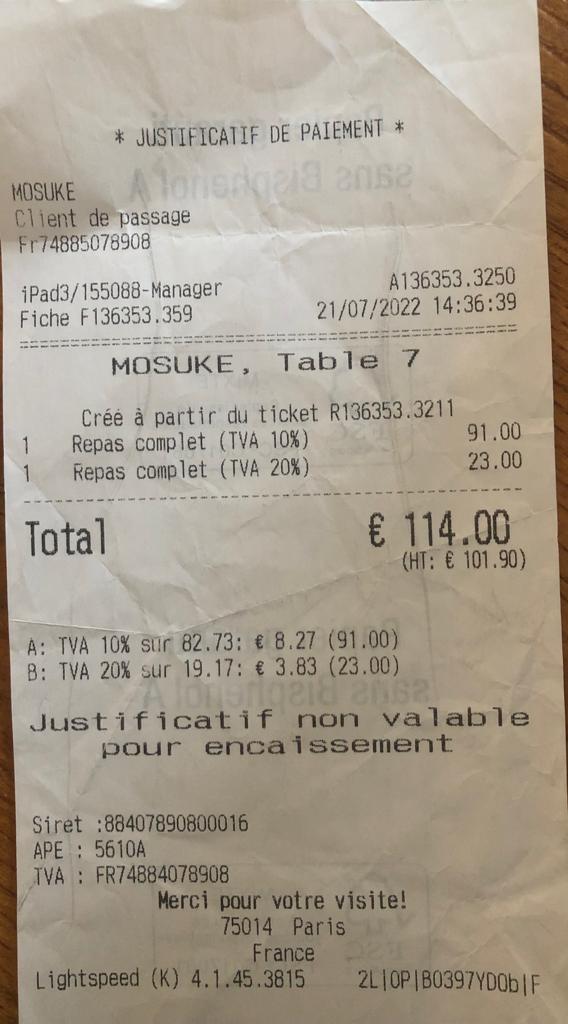 * JUSTIFICATIF DE PAIEMENT *
MOSUKE
Client de passage
Fr74885078908
iPad3/155088-Manager A136353.3250
Fiche F136353.359 21/07/2022 14:36:39
MOSUKE, Table 7
Créé à partir du ticket R136353.3211
1 Repas complet (TVA 10%) 91.00
1 Repas complet (TVA 20%) 23.00
Total € 114.00
(HT: € 101.90)
A: TVA 10% sur 82.73: € 8.27 (91.00)
B: TVA 20% sur 19.17: € 3.83 (23.00)
Justificatif non valable
pour encaissement
Siret :88407890800016
APE : 5610A
TVA : FR74884078908
Merci pour votre visite!
75014 Paris
France
Lightspeed (K) 4.1.45.3815 2L|OP|B0397YDOb|F